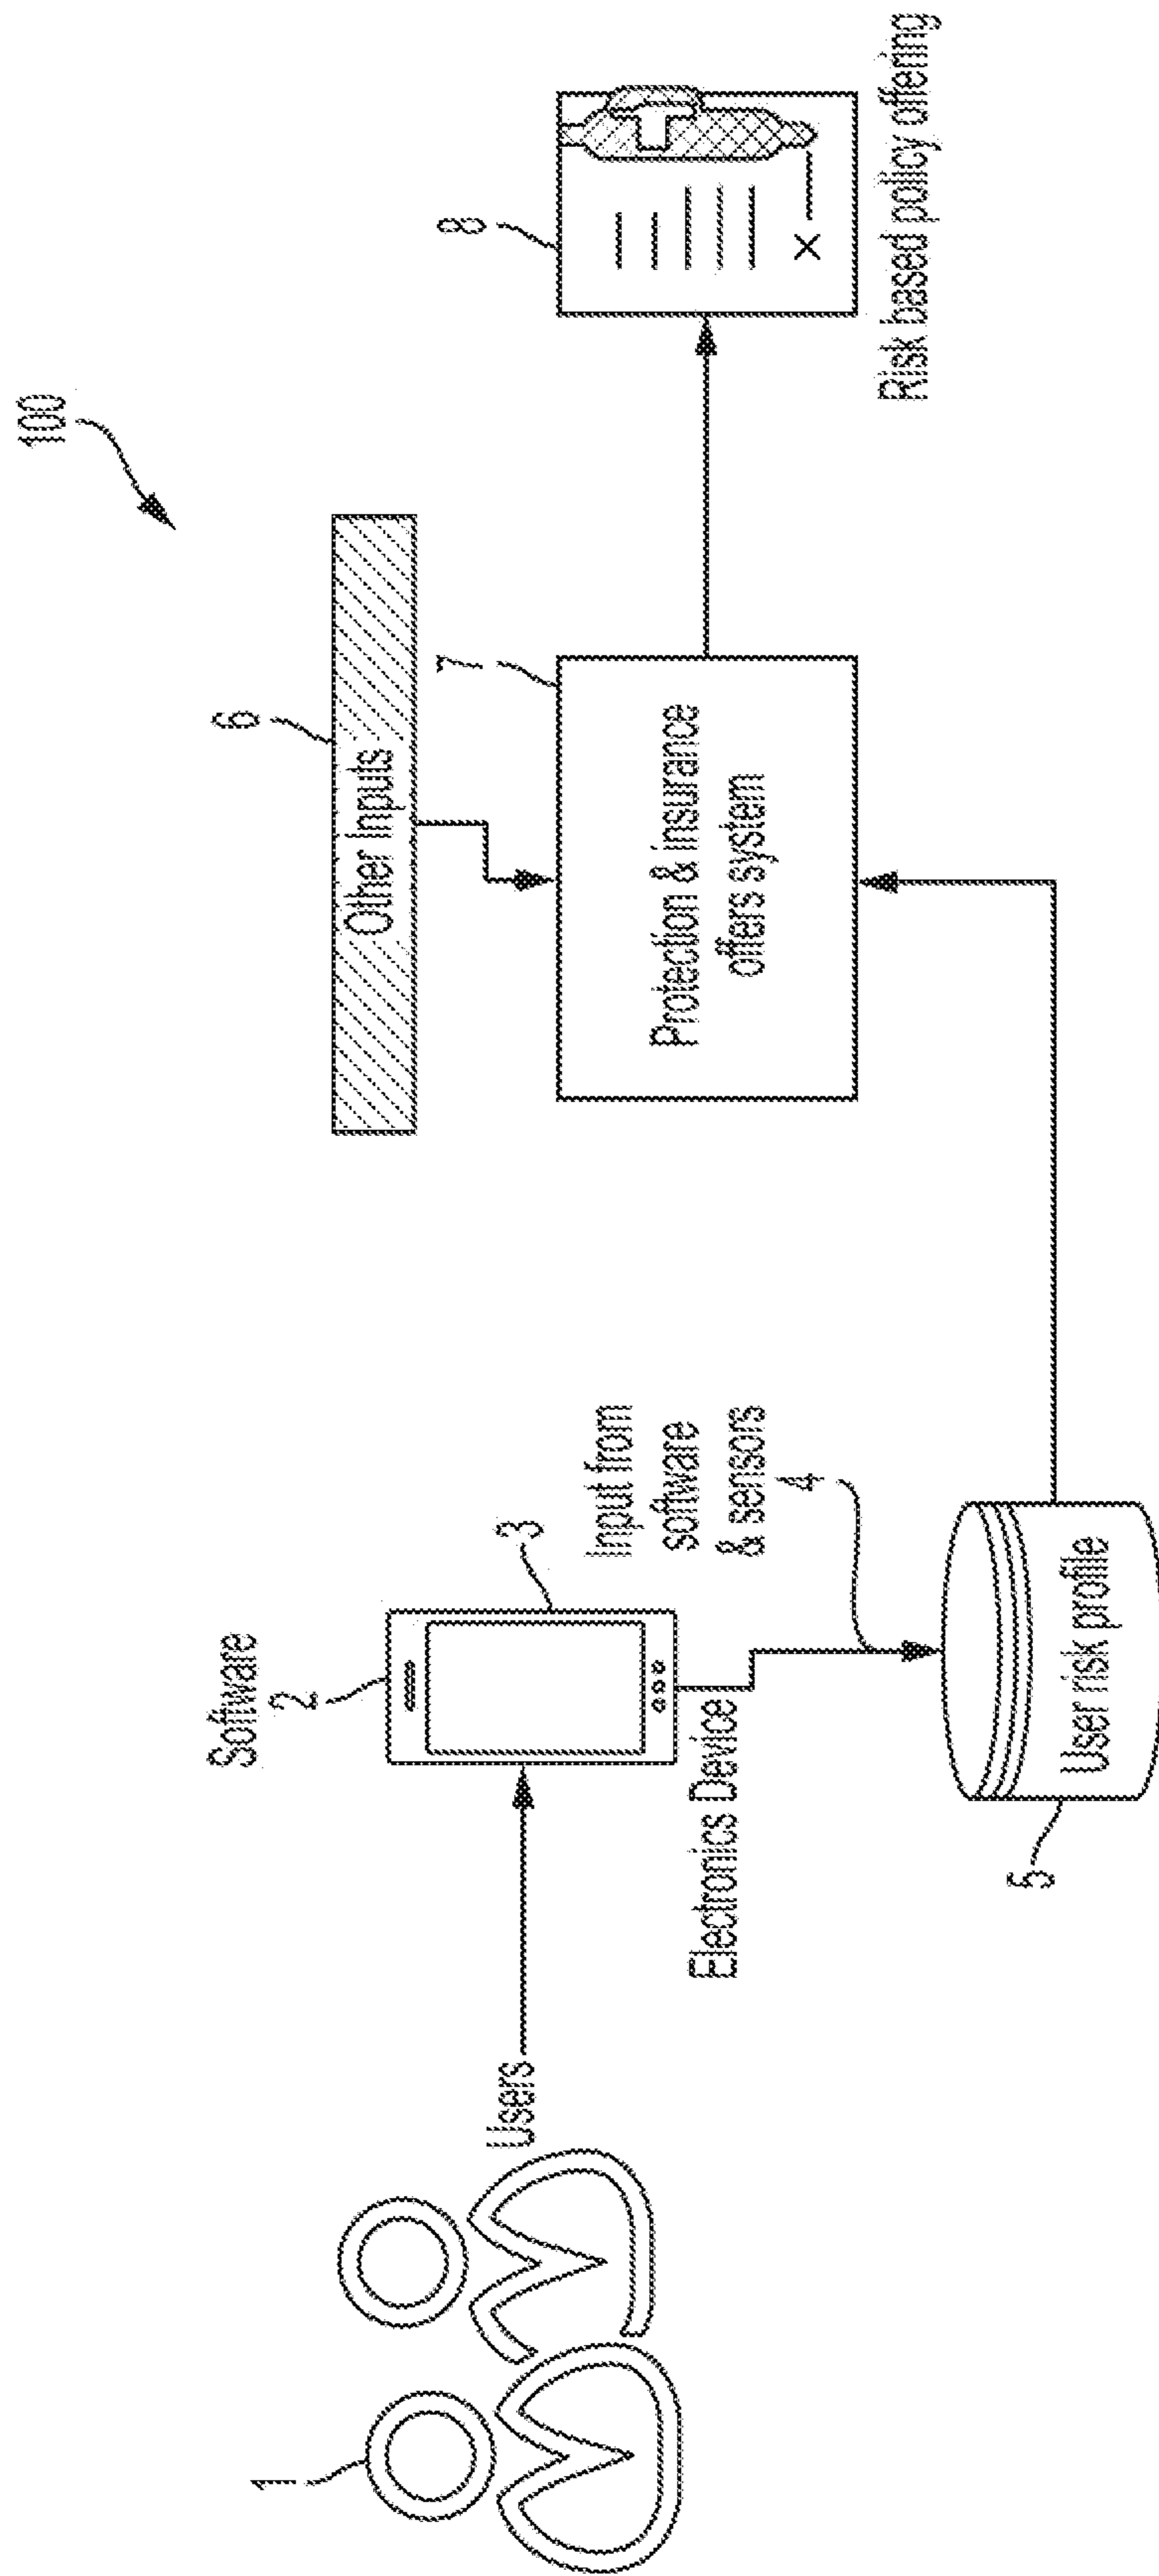 100
1
Users
Software
2
3
Electronics Device
Input from
software
& sensors
4
5
User risk profile
6
Other Inputs
7
Protection & insurance
offers system
8
X
Risk based policy offering